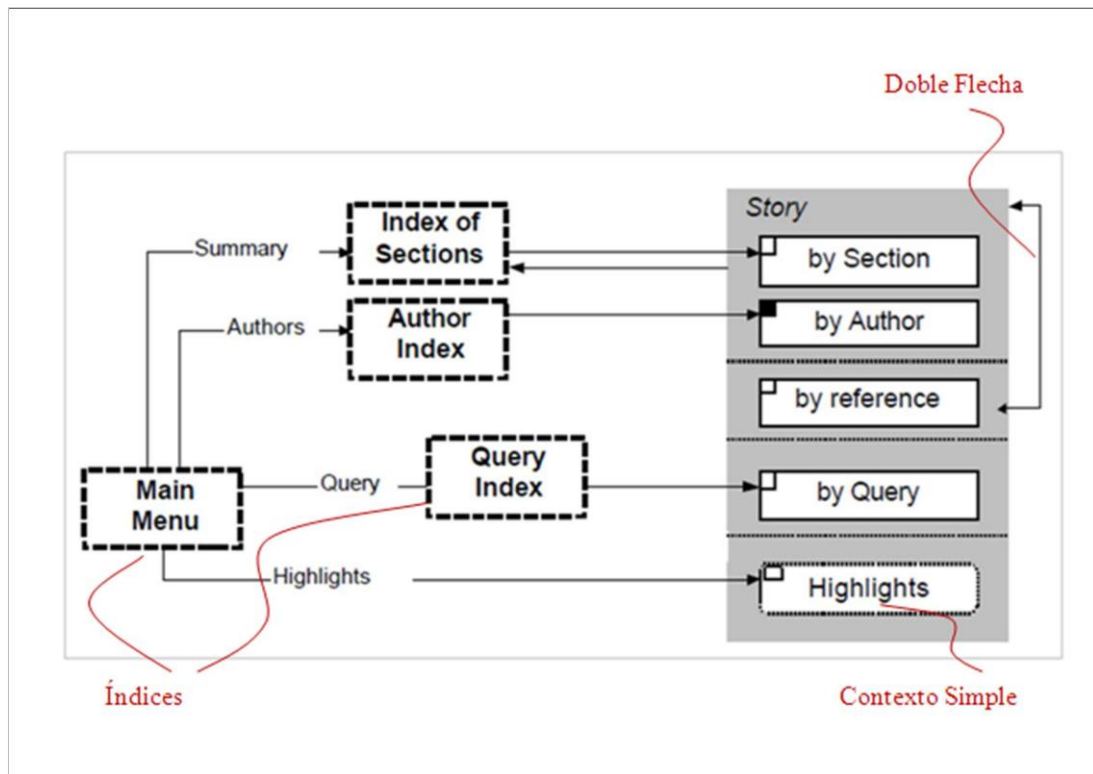 Doble Flecha
Story
Index of
Sections
Summary
by Section
Author
Index
Authors
by Author
by reference
Query
Index
Main
Menu
Query
by Query
Highlights
Highlights
Índices
Contexto Simple